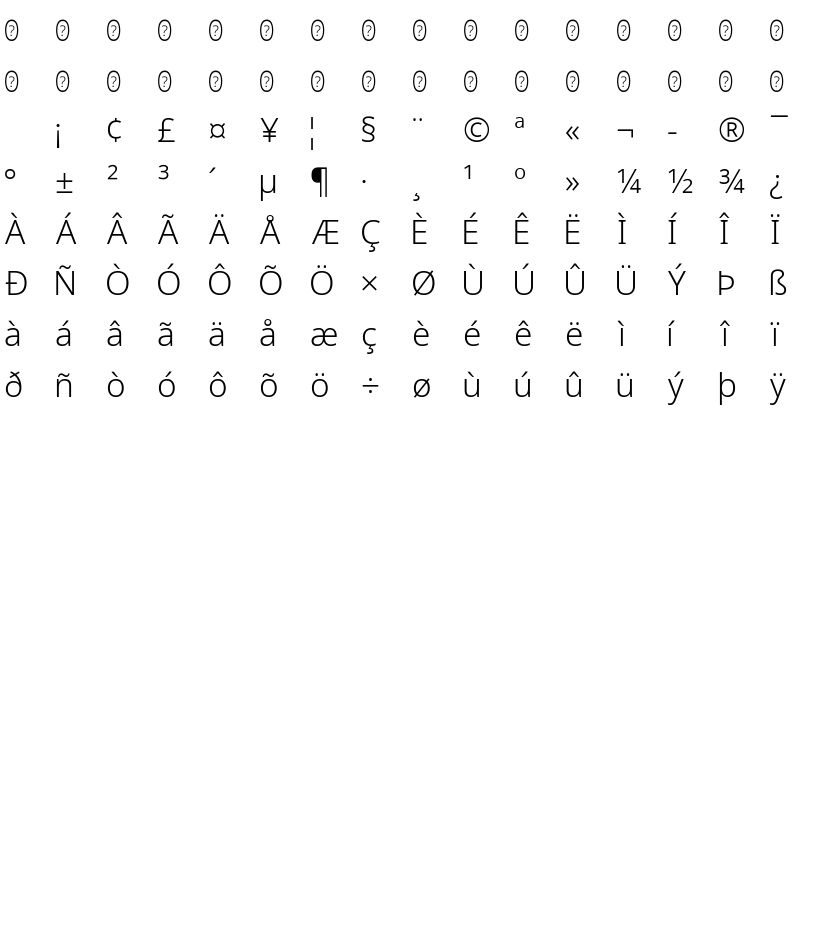 ¡ ¢ £ ¤ ¥ ¦ § ¨ © ª « ¬ - ® ¯
° ± ² ³ ´ µ ¶ · ¸ ¹ º » ¼ ½ ¾ ¿
À Á Â Ã Ä Å Æ Ç È É Ê Ë Ì Í Î Ï
Ð Ñ Ò Ó Ô Õ Ö × Ø Ù Ú Û Ü Ý Þ ß
à á â ã ä å æ ç è é ê ë ì í î ï
ð ñ ò ó ô õ ö ÷ ø ù ú û ü ý þ ÿ